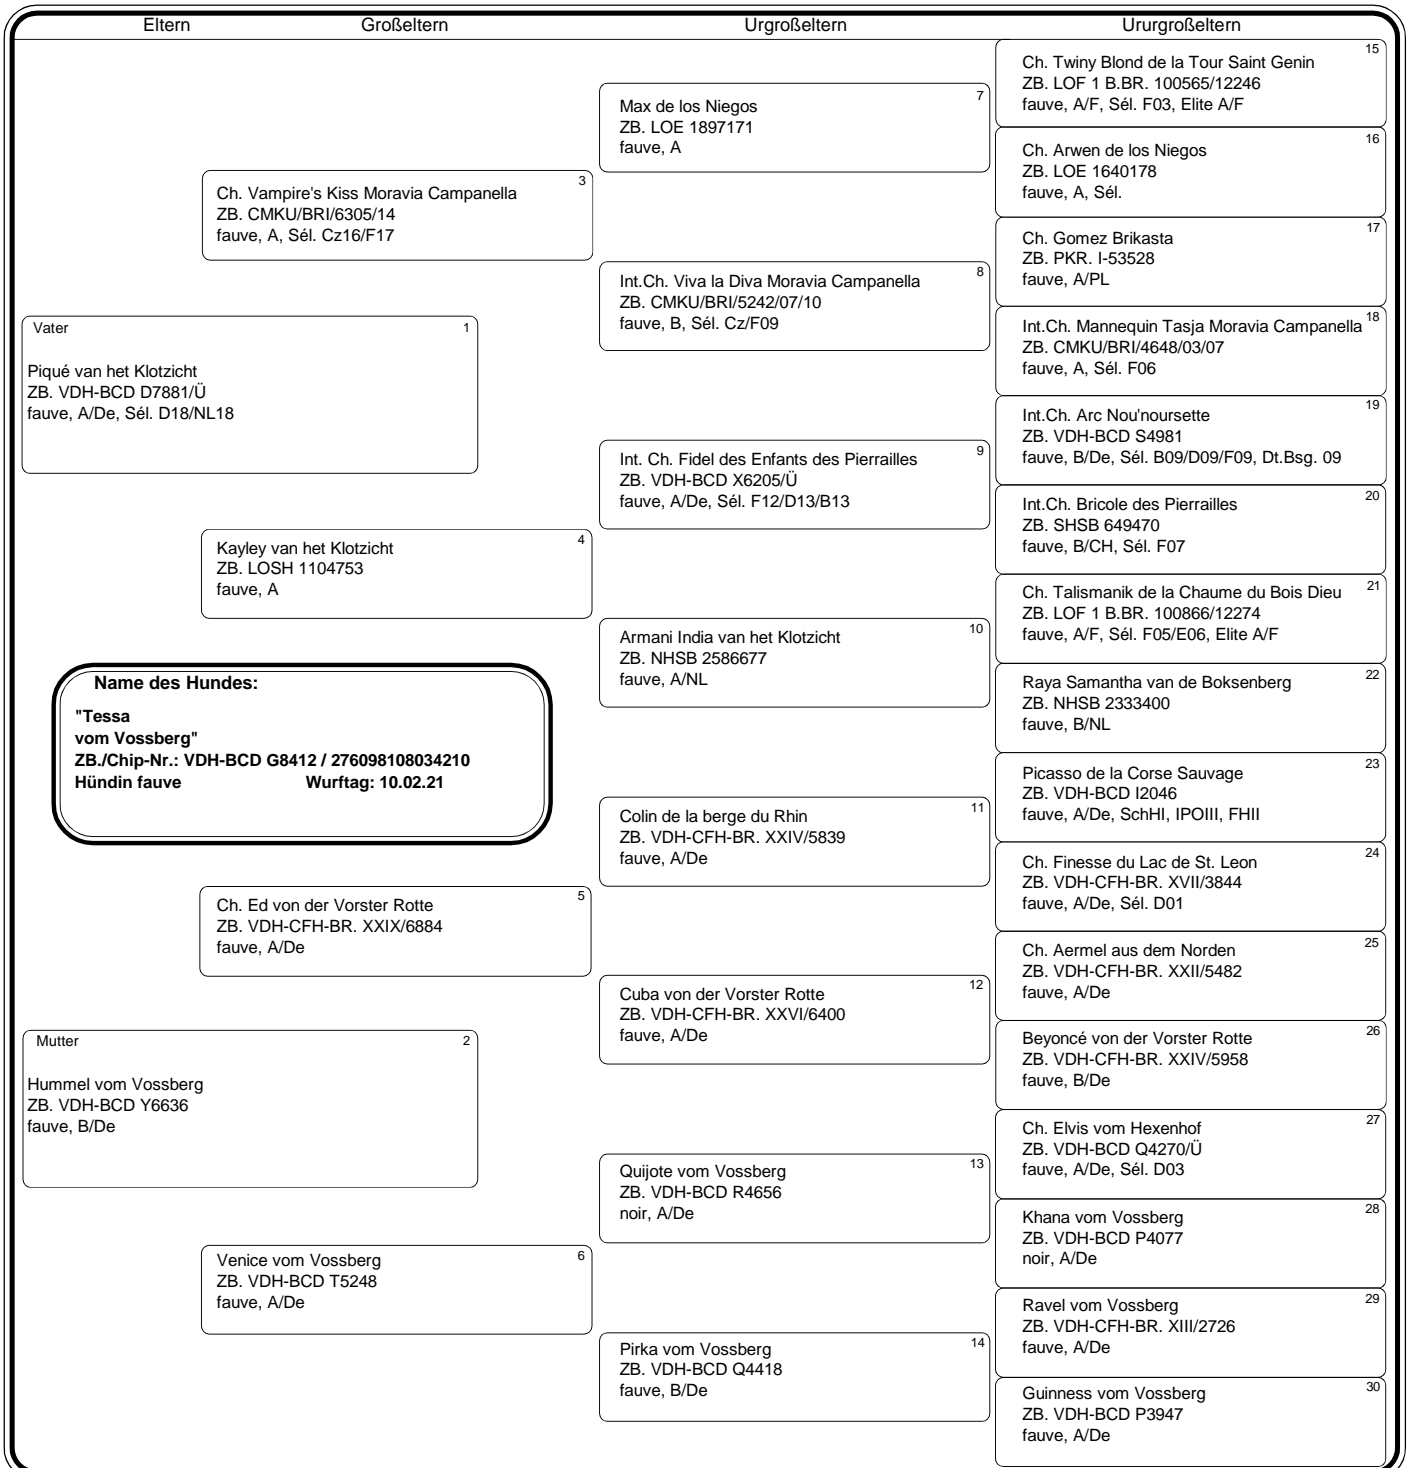 Eltern
Großeltern
Urgroßeltern
Ururgroßeltern
Vater 1
Piqué van het Klotzicht
ZB. VDH-BCD D7881/Ü
fauve, A/De, Sél. D18/NL18
Name des Hundes:
"Tessa
vom Vossberg"
ZB./Chip-Nr.: VDH-BCD G8412 / 276098108034210
Hündin fauve Wurftag: 10.02.21
Mutter 2
Hummel vom Vossberg
ZB. VDH-BCD Y6636
fauve, B/De
3
Ch. Vampire's Kiss Moravia Campanella
ZB. CMKU/BRI/6305/14
fauve, A, Sél. Cz16/F17
4
Kayley van het Klotzicht
ZB. LOSH 1104753
fauve, A
5
Ch. Ed von der Vorster Rotte
ZB. VDH-CFH-BR. XXIX/6884
fauve, A/De
6
Venice vom Vossberg
ZB. VDH-BCD T5248
fauve, A/De
7
Max de los Niegos
ZB. LOE 1897171
fauve, A
8
Int.Ch. Viva la Diva Moravia Campanella
ZB. CMKU/BRI/5242/07/10
fauve, B, Sél. Cz/F09
9
Int. Ch. Fidel des Enfants des Pierrailles
ZB. VDH-BCD X6205/Ü
fauve, A/De, Sél. F12/D13/B13
10
Armani India van het Klotzicht
ZB. NHSB 2586677
fauve, A/NL
11
Colin de la berge du Rhin
ZB. VDH-CFH-BR. XXIV/5839
fauve, A/De
12
Cuba von der Vorster Rotte
ZB. VDH-CFH-BR. XXVI/6400
fauve, A/De
13
Quijote vom Vossberg
ZB. VDH-BCD R4656
noir, A/De
14
Pirka vom Vossberg
ZB. VDH-BCD Q4418
fauve, B/De
15
Ch. Twiny Blond de la Tour Saint Genin
ZB. LOF 1 B.BR. 100565/12246
fauve, A/F, Sél. F03, Elite A/F
16
Ch. Arwen de los Niegos
ZB. LOE 1640178
fauve, A, Sél.
17
Ch. Gomez Brikasta
ZB. PKR. I-53528
fauve, A/PL
18
Int.Ch. Mannequin Tasja Moravia Campanella
ZB. CMKU/BRI/4648/03/07
fauve, A, Sél. F06
19
Int.Ch. Arc Nou'noursette
ZB. VDH-BCD S4981
fauve, B/De, Sél. B09/D09/F09, Dt.Bsg. 09
20
Int.Ch. Bricole des Pierrailles
ZB. SHSB 649470
fauve, B/CH, Sél. F07
21
Ch. Talismanik de la Chaume du Bois Dieu
ZB. LOF 1 B.BR. 100866/12274
fauve, A/F, Sél. F05/E06, Elite A/F
22
Raya Samantha van de Boksenberg
ZB. NHSB 2333400
fauve, B/NL
23
Picasso de la Corse Sauvage
ZB. VDH-BCD I2046
fauve, A/De, SchHI, IPOIII, FHII
24
Ch. Finesse du Lac de St. Leon
ZB. VDH-CFH-BR. XVII/3844
fauve, A/De, Sél. D01
25
Ch. Aermel aus dem Norden
ZB. VDH-CFH-BR. XXII/5482
fauve, A/De
26
Beyoncé von der Vorster Rotte
ZB. VDH-CFH-BR. XXIV/5958
fauve, B/De
27
Ch. Elvis vom Hexenhof
ZB. VDH-BCD Q4270/Ü
fauve, A/De, Sél. D03
28
Khana vom Vossberg
ZB. VDH-BCD P4077
noir, A/De
29
Ravel vom Vossberg
ZB. VDH-CFH-BR. XIII/2726
fauve, A/De
30
Guinness vom Vossberg
ZB. VDH-BCD P3947
fauve, A/De